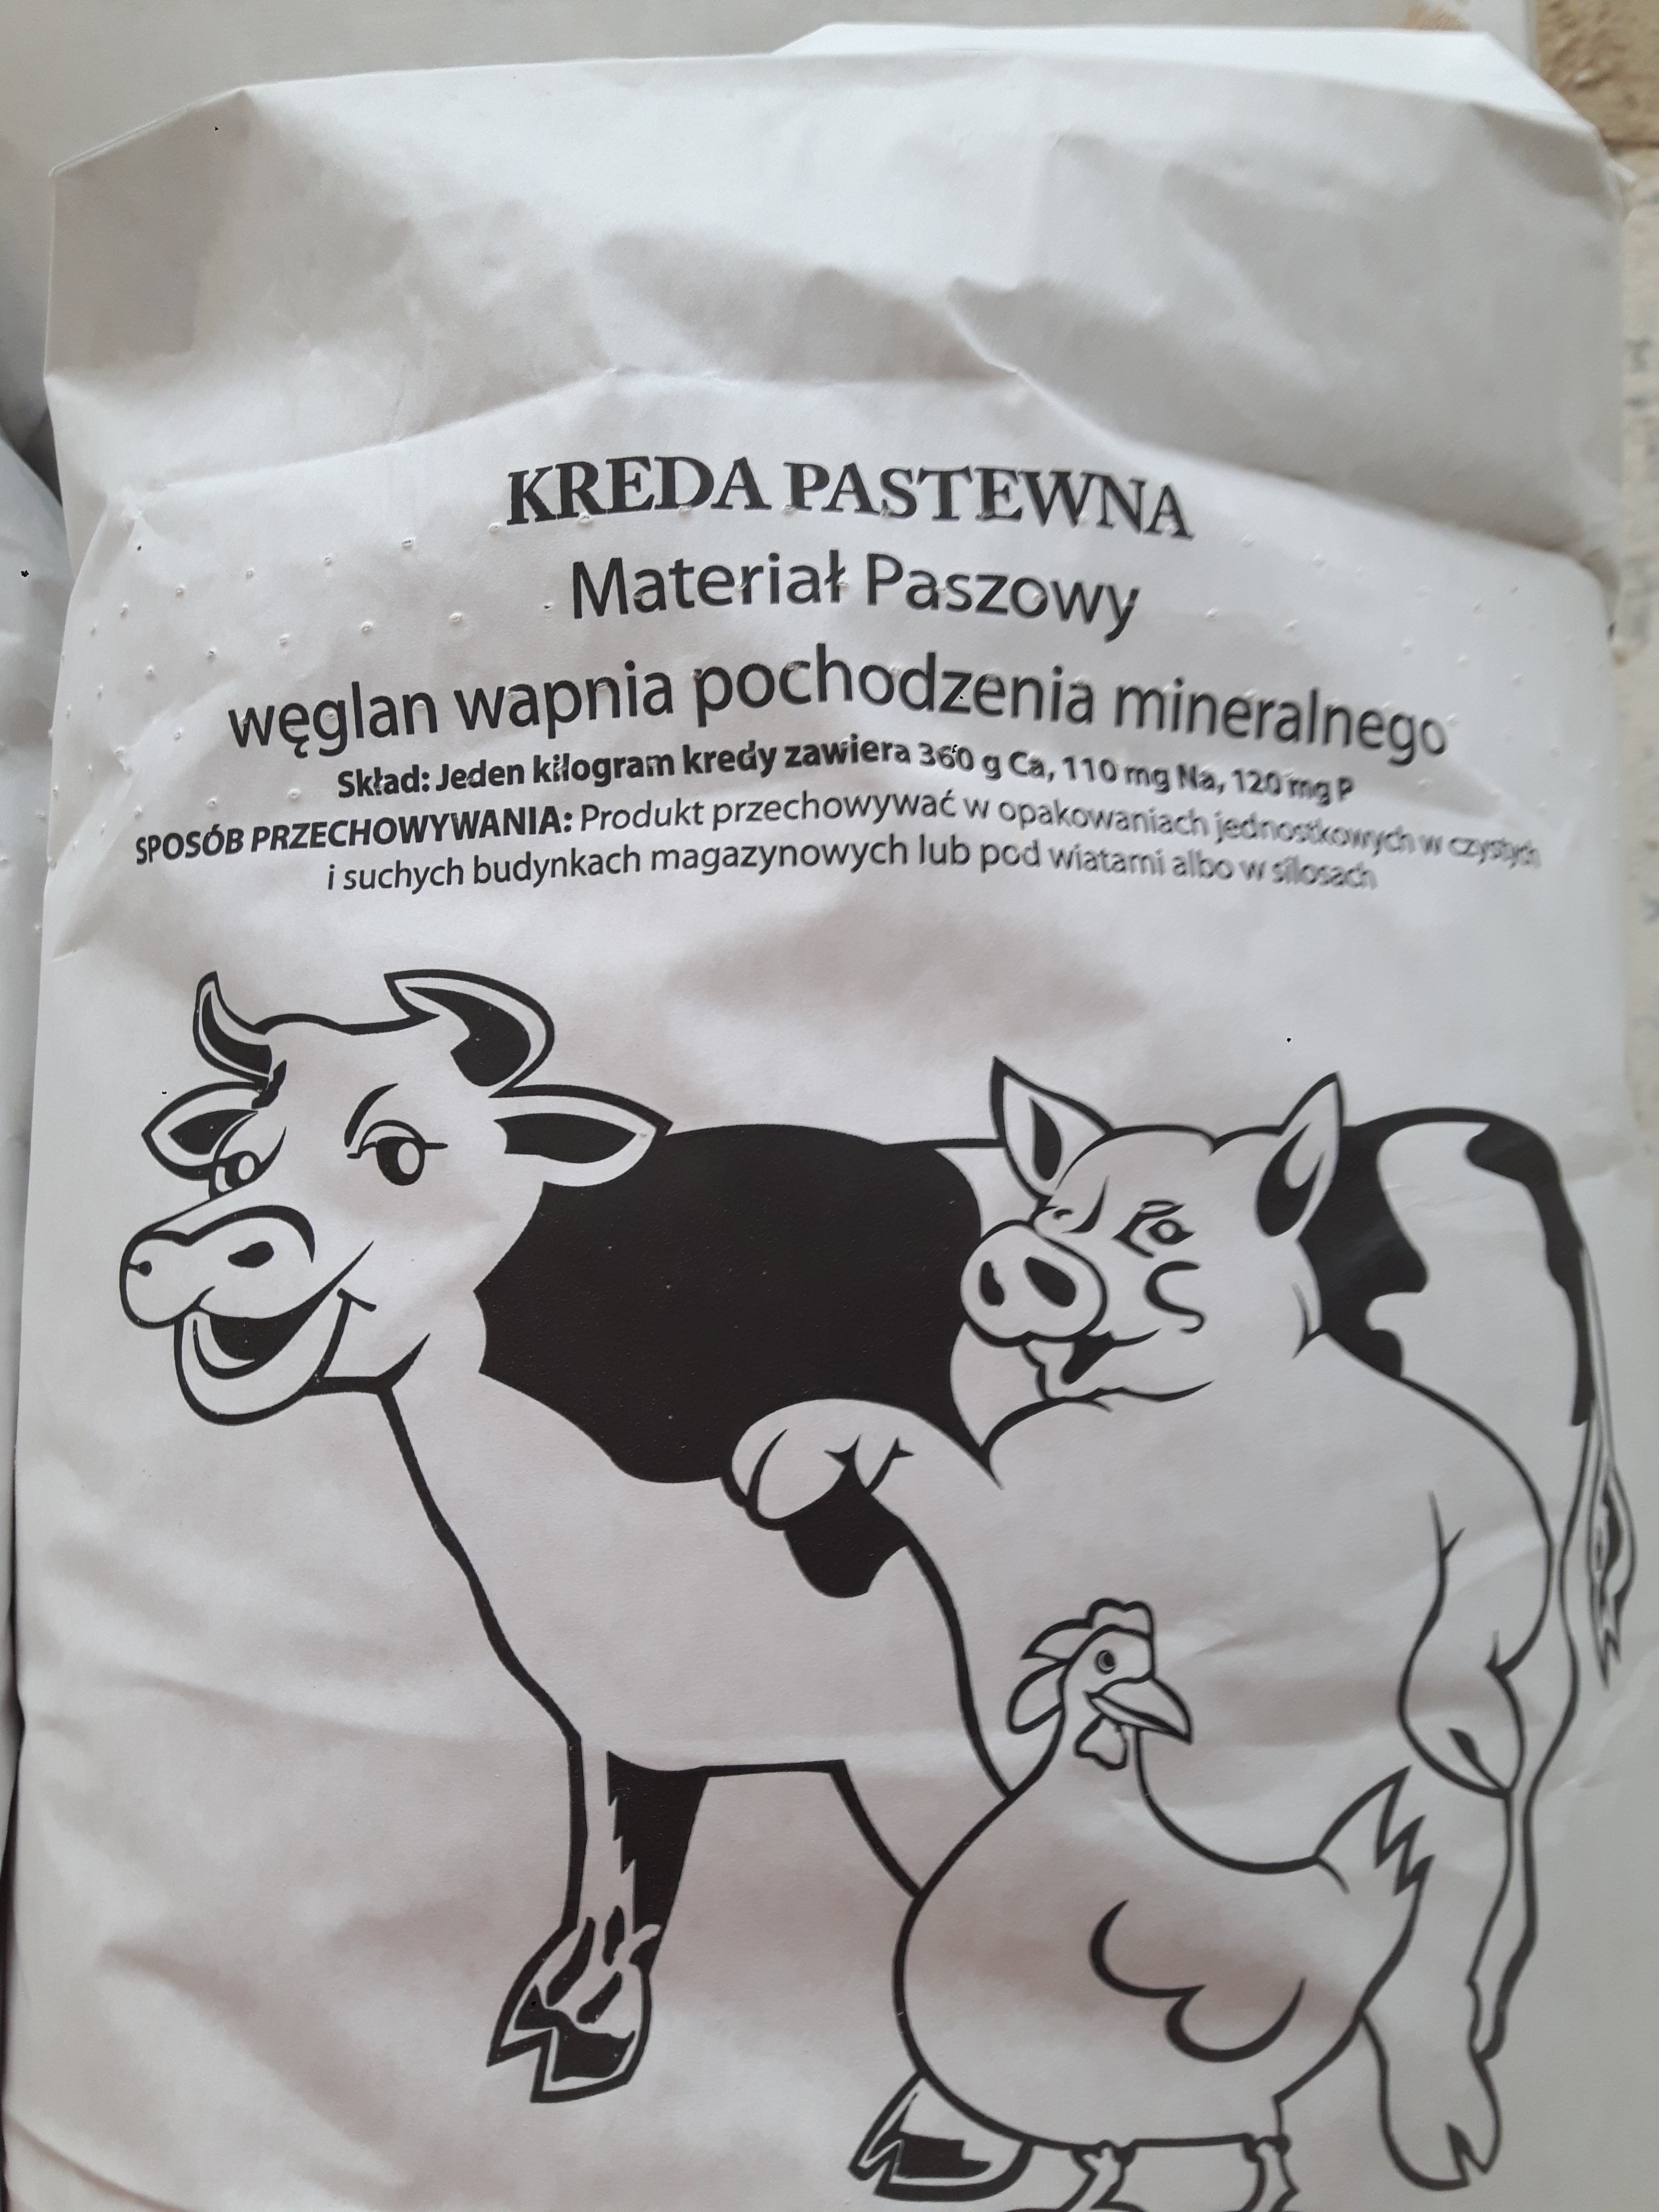 KREDA PASTEWNA
Materiał Paszowy
węglan wapnia pochodzenia mineralnego
Skład: Jeden kilogram kredy zawiera 360 g Ca, 110 mg Na, 120 mg P
SPOSÓB PRZECHOWYWANIA: Produkt przechowywać w opakowaniach jednostkowych w czystych
i suchych budynkach magazynowych lub pod wiatami albo w silosach